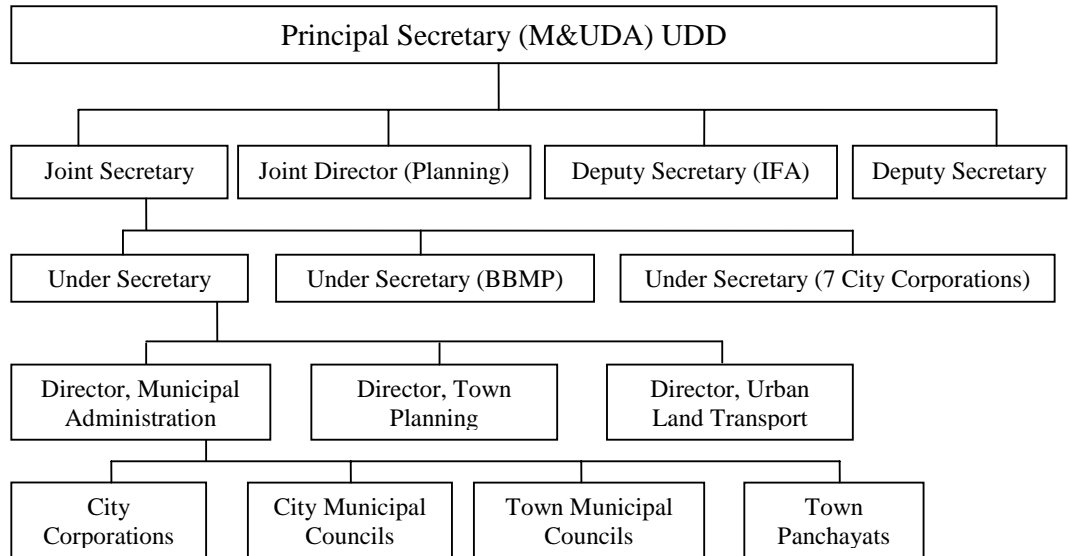 Principal Secretary (M&UDA) UDD
Joint Secretary
Joint Director (Planning)
Deputy Secretary (IFA)
Deputy Secretary
Under Secretary
Under Secretary (BBMP)
Under Secretary (7 City Corporations)
Director, Municipal
Administration
Director, Town
Planning
Director, Urban
Land Transport
City
Corporations
City Municipal
Councils
Town Municipal
Councils
Town
Panchayats